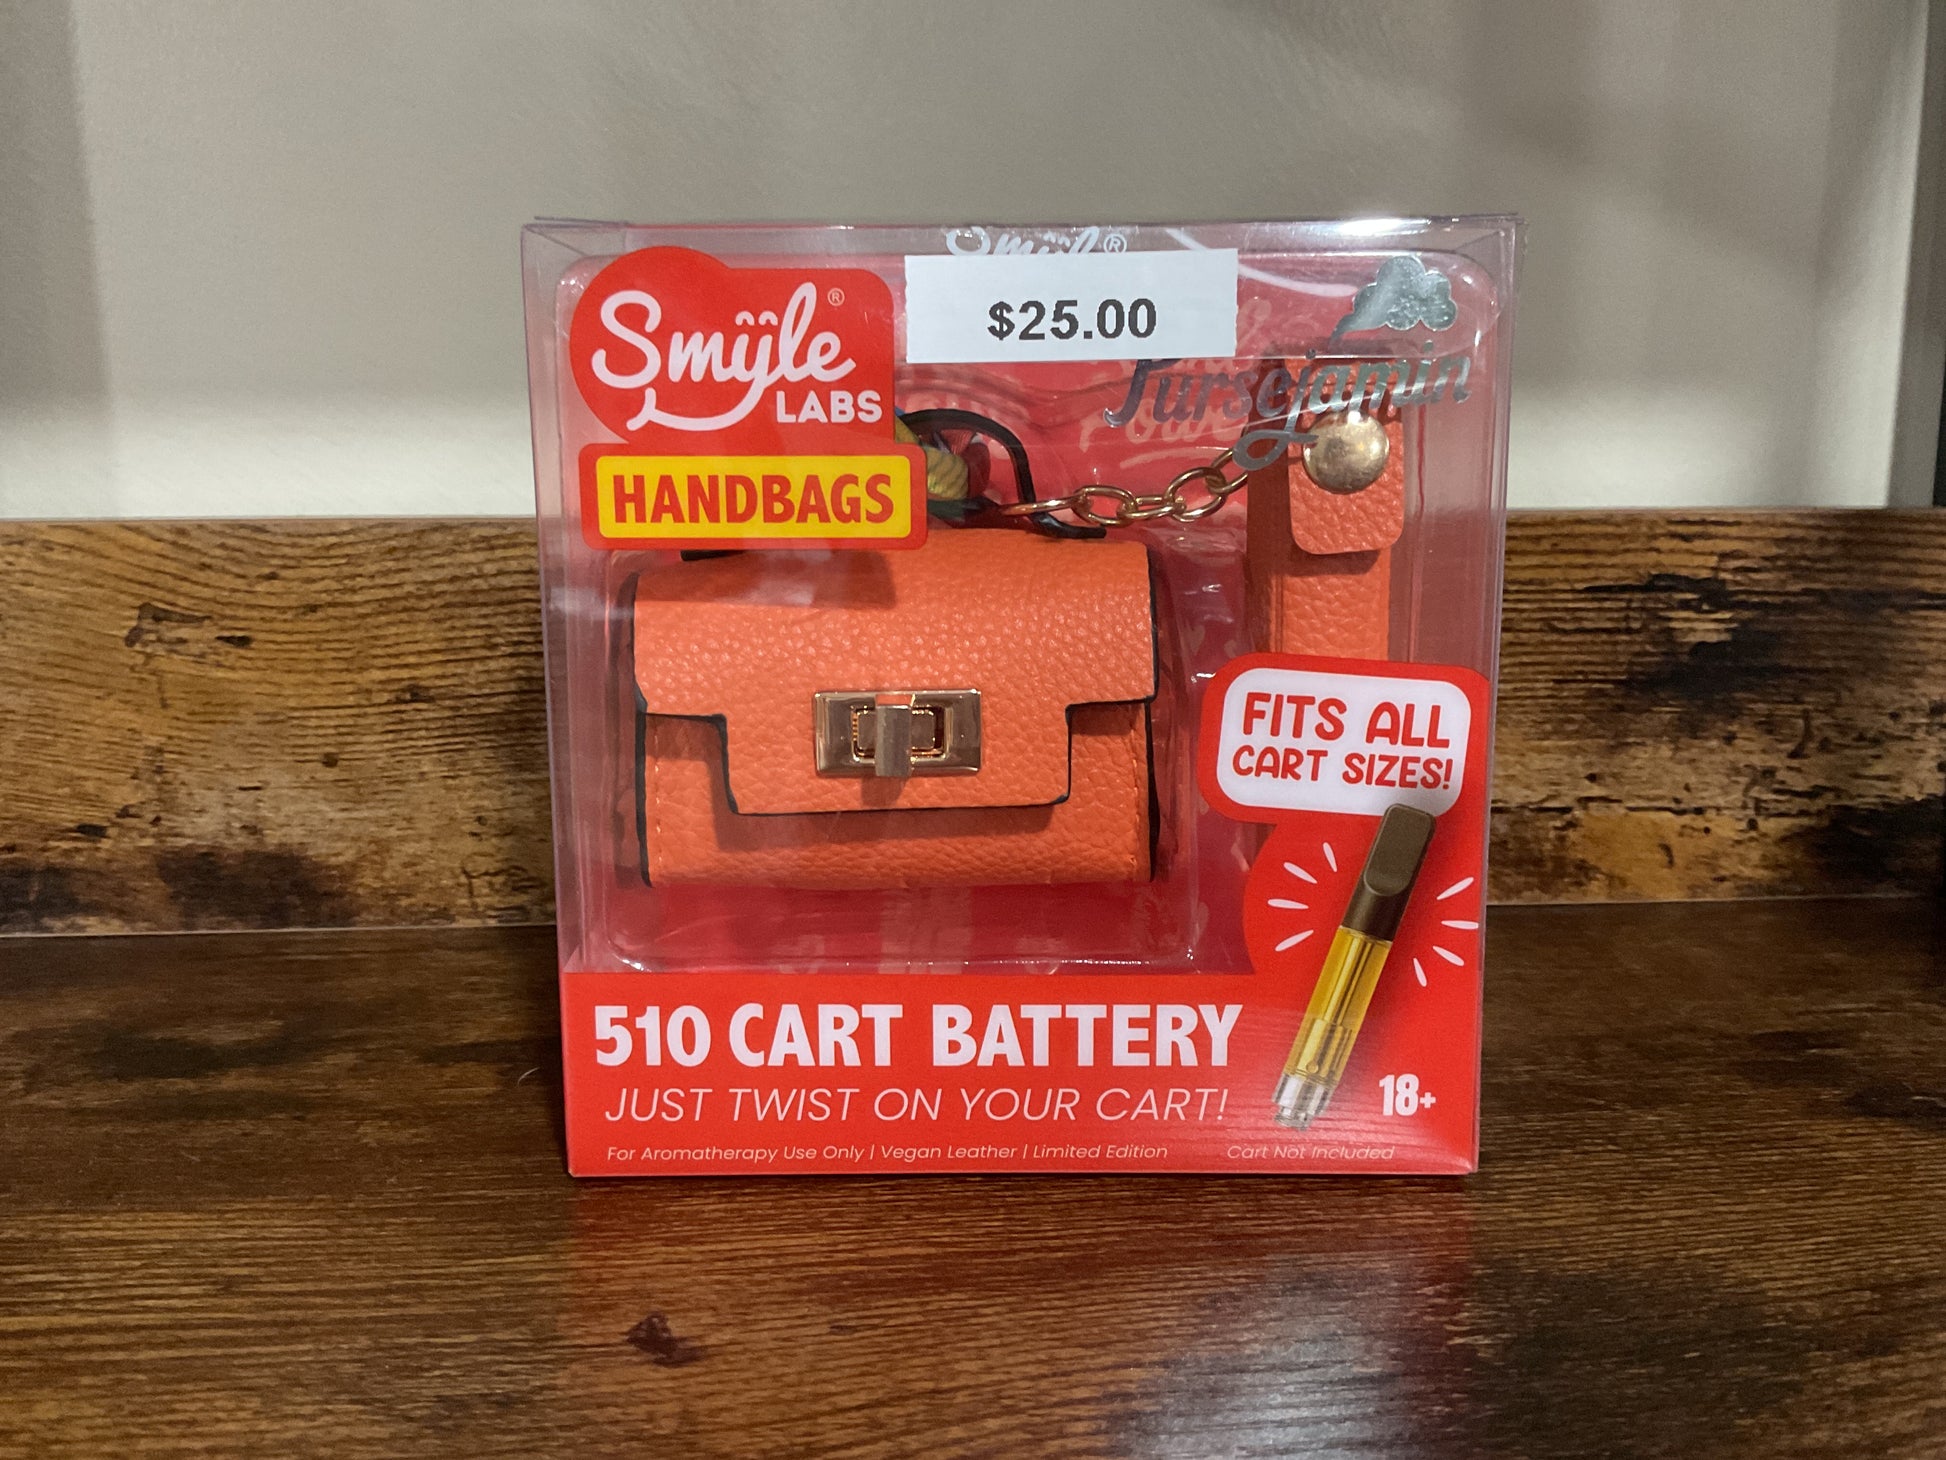 Smyle®
$25.00
Smyle®
LABS
HANDBAGS
Pursejamin
FITS ALL
CART SIZES!
510 CART BATTERY
JUST TWIST ON YOUR CART!
18+
For Aromatherapy Use Only | Vegan Leather | Limited Edition
Cart Not Included